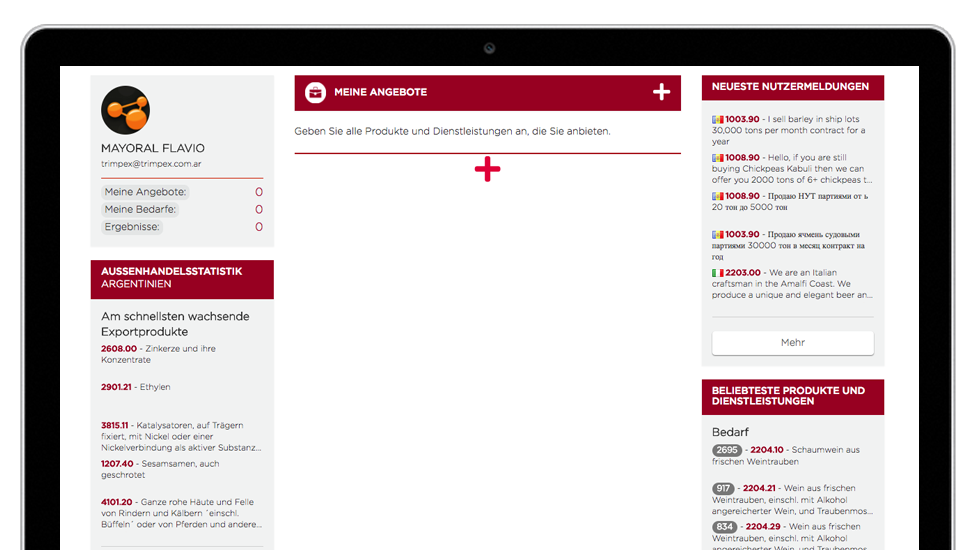 MAYORAL FLAVIO
trimpex@trimpex.com.ar
Meine Angebote: 0
Meine Bedarfe: 0
Ergebnisse: 0
AUSSENHANDELSSTATISTIK
ARGENTINIEN
Am schnellsten wachsende
Exportprodukte
2608.00 - Zinkerze und ihre
Konzentrate
2901.21 - Ethylen
3815.11 - Katalysatoren, auf Trägern
fixiert, mit Nickel oder einer
Nickelverbindung als aktiver Substanz...
1207.40 - Sesamsamen, auch
geschrotet
4101.20 - Ganze rohe Häute und Felle
von Rindern und Kälbern ´einschl.
Büffeln´ oder von Pferden und andere...
MEINE ANGEBOTE
Geben Sie alle Produkte und Dienstleistungen an, die Sie anbieten.
NEUESTE NUTZERMELDUNGEN
1003.90 - I sell barley in ship lots
30,000 tons per month contract for a
year
1008.90 - Hello, if you are still
buying Chickpeas Kabuli then we can
offer you 2000 tons of 6+ chickpeas t...
1008.90 - Продаю НУТ партиями от ь
20 тон до 5000 тон
1003.90 - Продаю ячмень судовыми
партиями 30000 тон в месяц контракт на
год
2203.00 - We are an Italian
craftsman in the Amalfi Coast. We
produce a unique and elegant beer an...
Mehr
BELIEBTESTE PRODUKTE UND
DIENSTLEISTUNGEN
Bedarf
2695 - 2204.10 - Schaumwein aus
frischen Weintrauben
917 - 2204.21 - Wein aus frischen
Weintrauben, einschl. mit Alkohol
angereicherter Wein, und Traubenmos...
834 - 2204.29 - Wein aus frischen
Weintrauben, einschl. mit Alkohol
angereicherter Wein, und Traubenmos...